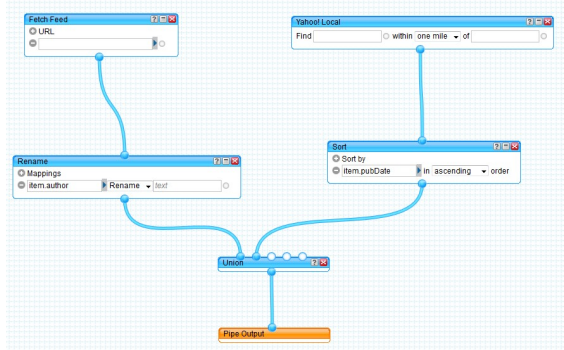 Fetch Feed
URL
Yahoo! Local
Find within one mile of
Rename
Mappings
item.author Rename text
Sort
Sort by
item.pubDate in ascending order
Union
Pipe Output